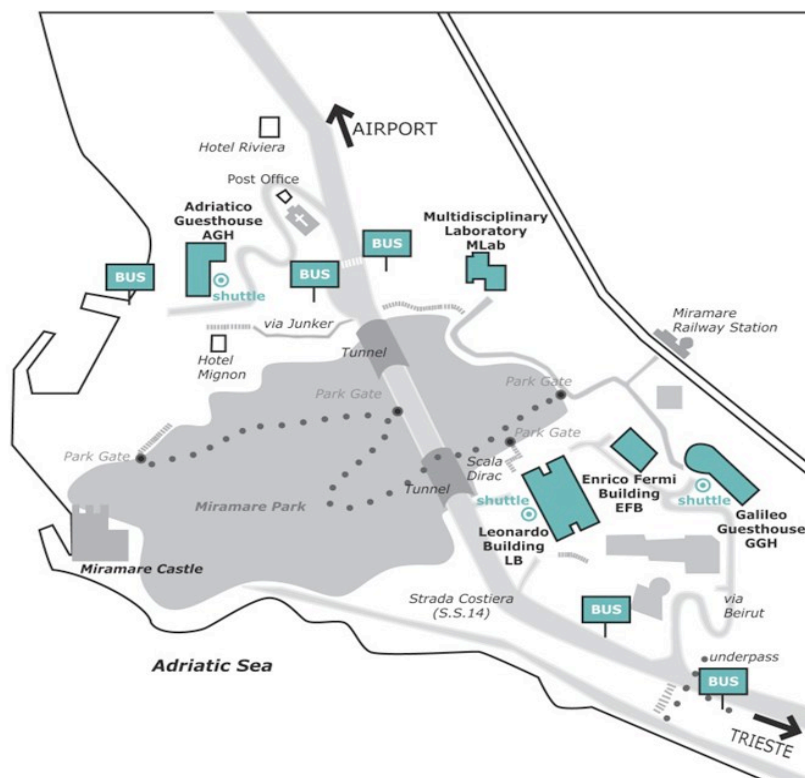 AIRPORT
Hotel Riviera
Post Office
Adriatico
Guesthouse
AGH
BUS
shuttle
BUS
BUS
Multidisciplinary
Laboratory
MLab
via Junker
Hotel
Mignon
Tunnel
Miramare
Railway Station
Park Gate
Park Gate
Park Gate
Park Gate
Scala
Dirac
Tunnel
Miramare Park
shuttle
Enrico Fermi
Building
EFB
shuttle
Galileo
Guesthouse
GGH
Leonardo
Building
LB
Miramare Castle
Strada Costiera
(S.S.14)
BUS
via
Beirut
underpass
BUS
Adriatic Sea
TRIESTE